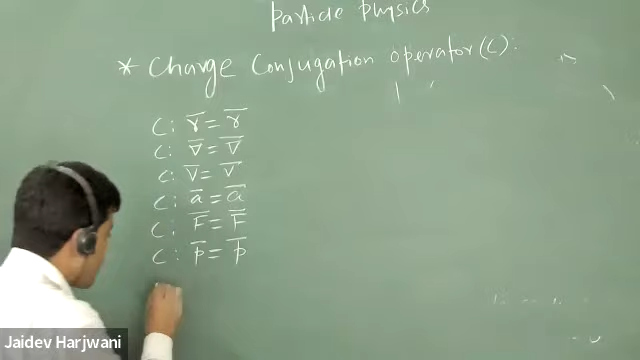 Particle Physics
* Charge Conjugation operator (C):
C: r̅ = r̅
C: v̅ = v̅
C: v̅ = v̅
C: a̅ = a̅
C: F̅ = F̅
C: p̅ = p̅
Jaidev Harjwani